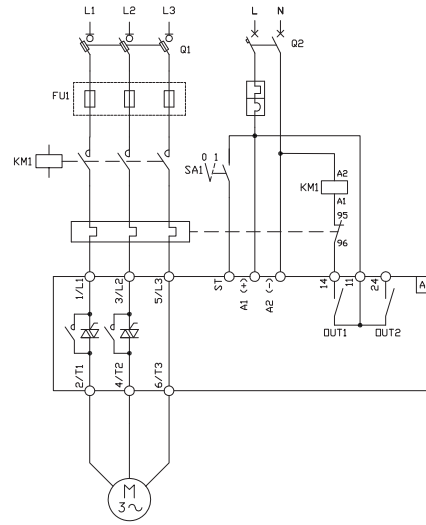 L1 L2 L3 L N
Q1
Q2
FU1
KM1
SA1
0 1
A2
KM1
A1
95
96
1/L1 3/L2 5/L3 ST A1 (+) A2 (-) 14 11 24 A
OUT1 OUT2
2/T1 4/T2 6/T3
M
3~